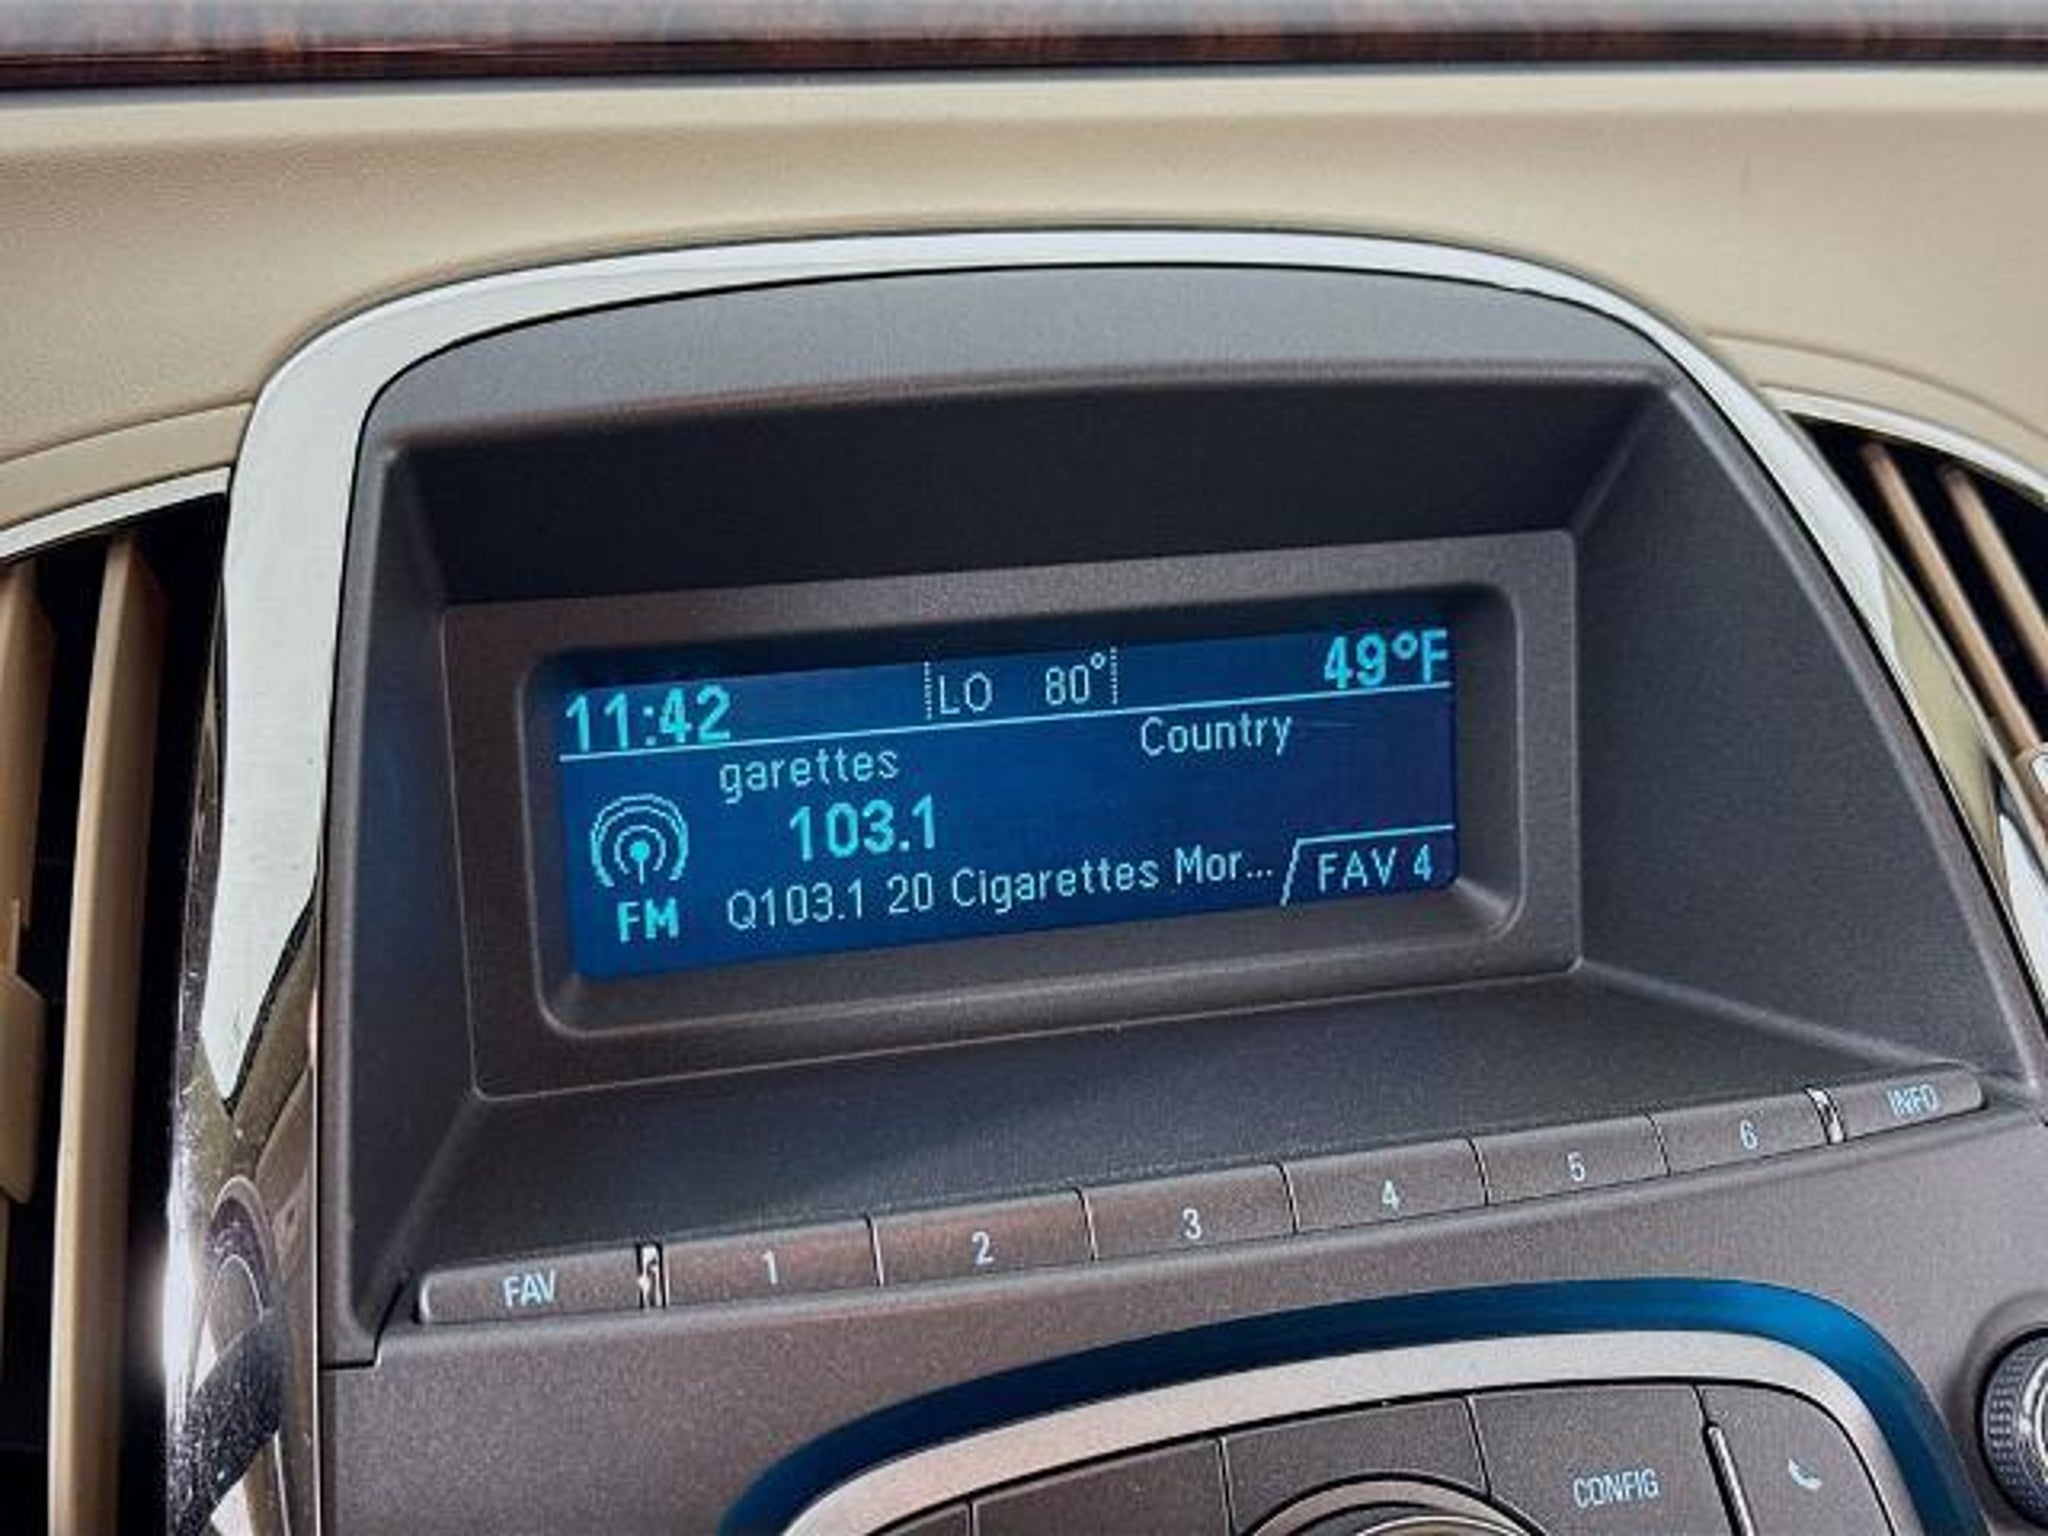 11:42 LO 80° 49°F
garettes Country
103.1
Q103.1 20 Cigarettes Mor... FAV 4
FM
FAV 1 2 3 4 5 6 INFO
CONFIG